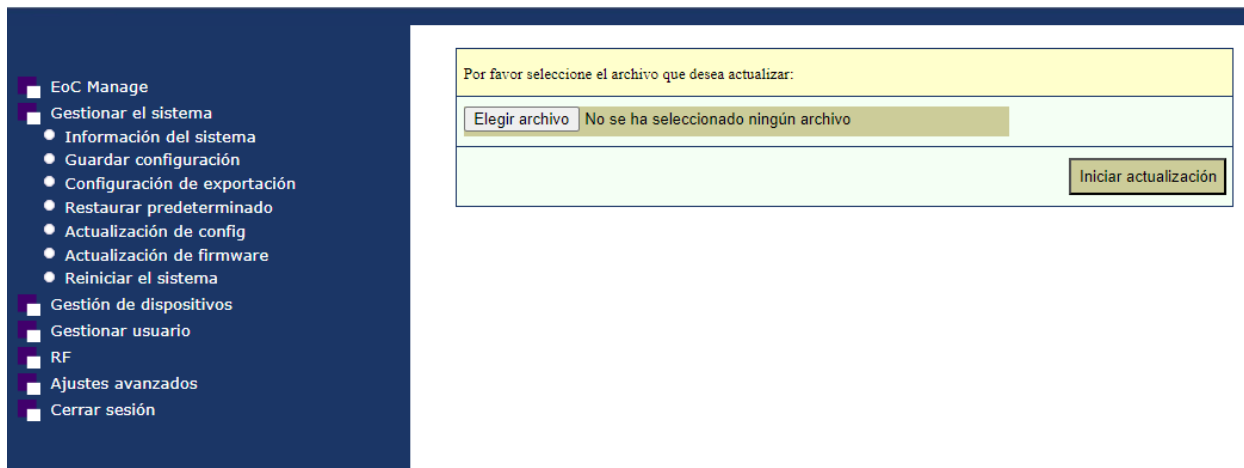 EoC Manage
Gestionar el sistema
Información del sistema
Guardar configuración
Configuración de exportación
Restaurar predeterminado
Actualización de config
Actualización de firmware
Reiniciar el sistema
Gestión de dispositivos
Gestionar usuario
RF
Ajustes avanzados
Cerrar sesión
Por favor seleccione el archivo que desea actualizar:
Elegir archivo No se ha seleccionado ningún archivo
Iniciar actualización